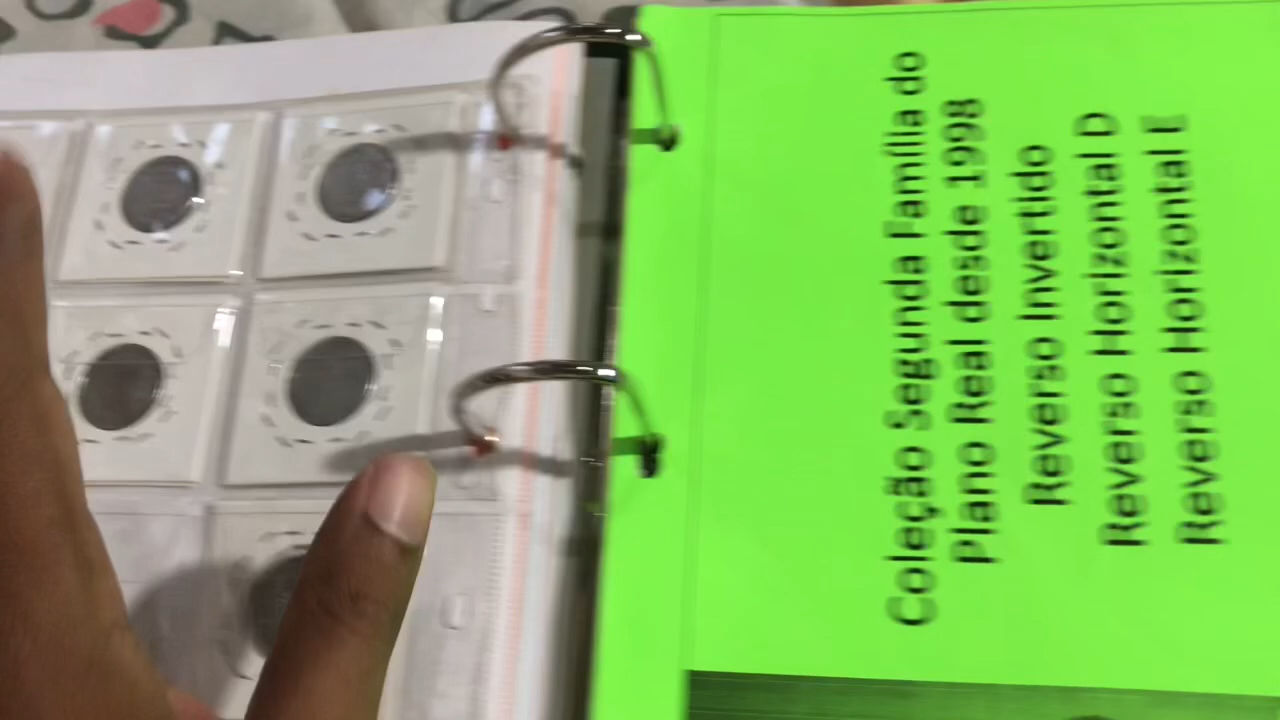 Coleção Segunda Família do
Plano Real desde 1998
Reverso Invertido
Reverso Horizontal D
Reverso Horizontal E